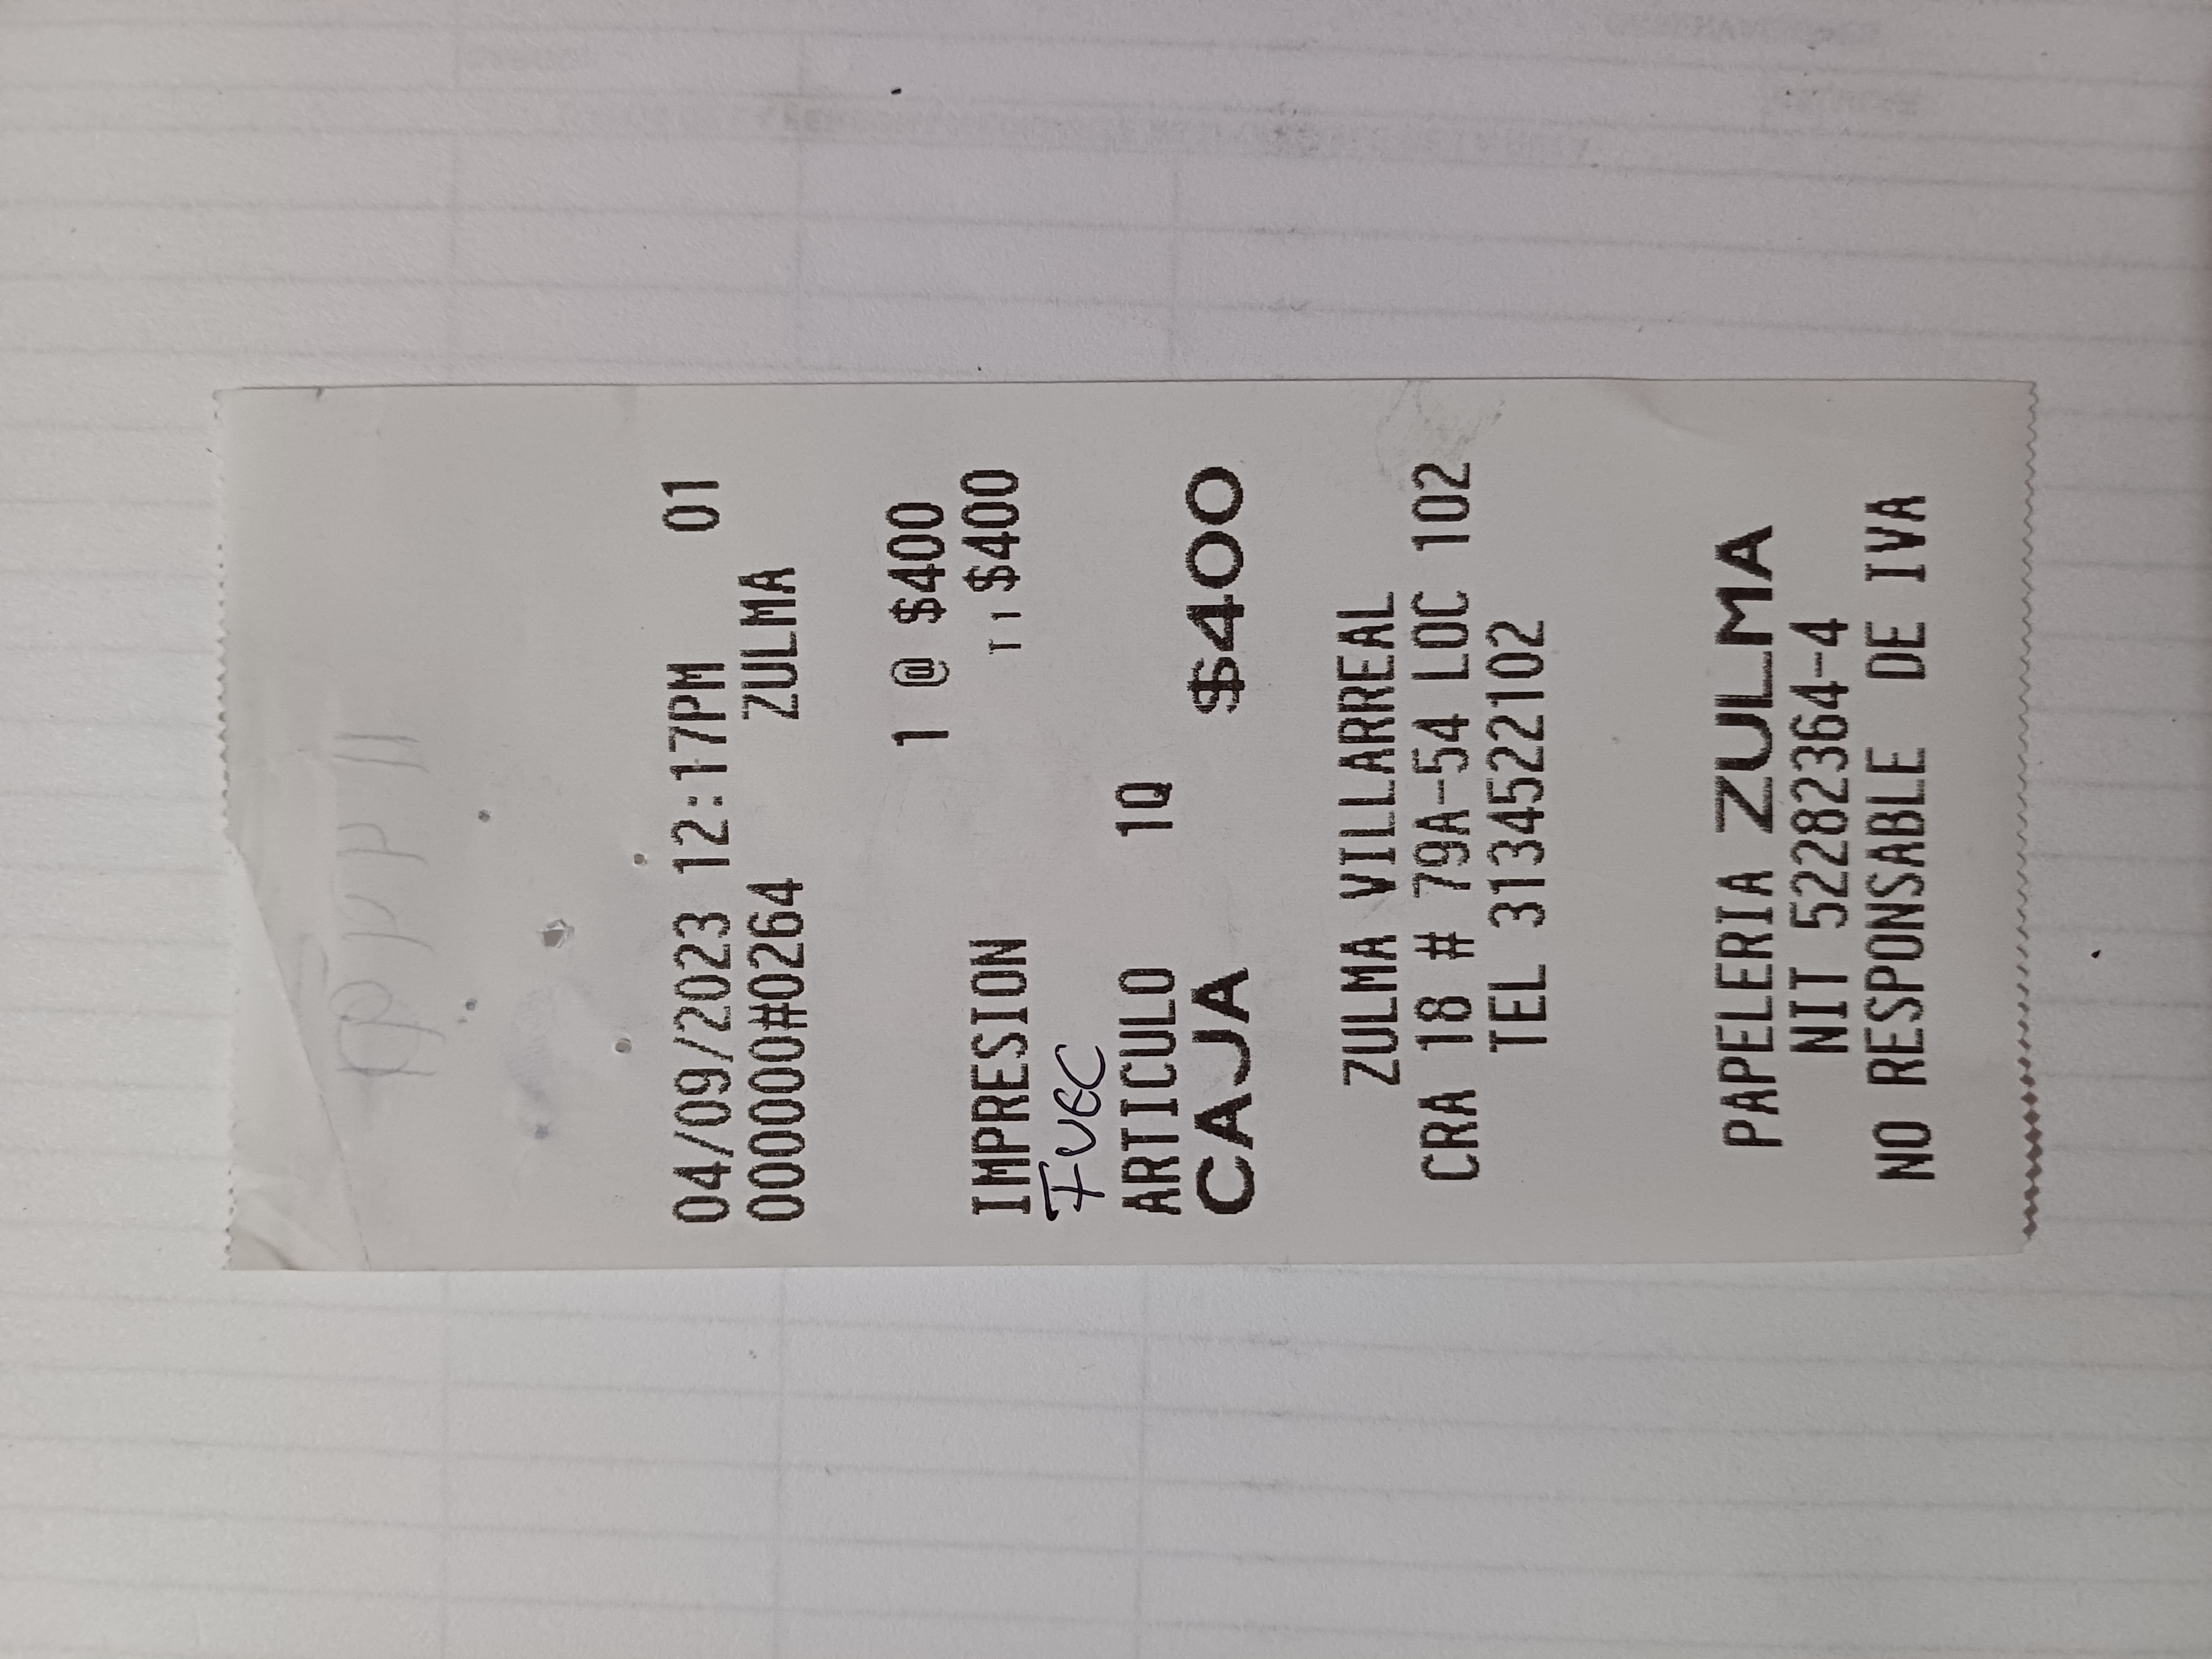 04/09/2023 12:17PM 01
000000#0264 ZULMA
1 @ $400
IMPRESION T1 $400
FVEC
ARTICULO 1Q
CAJA $400
ZULMA VILLARREAL
CRA 18 # 79A-54 LOC 102
TEL 3134522102
PAPELERIA ZULMA
NIT 52282364-4
NO RESPONSABLE DE IVA